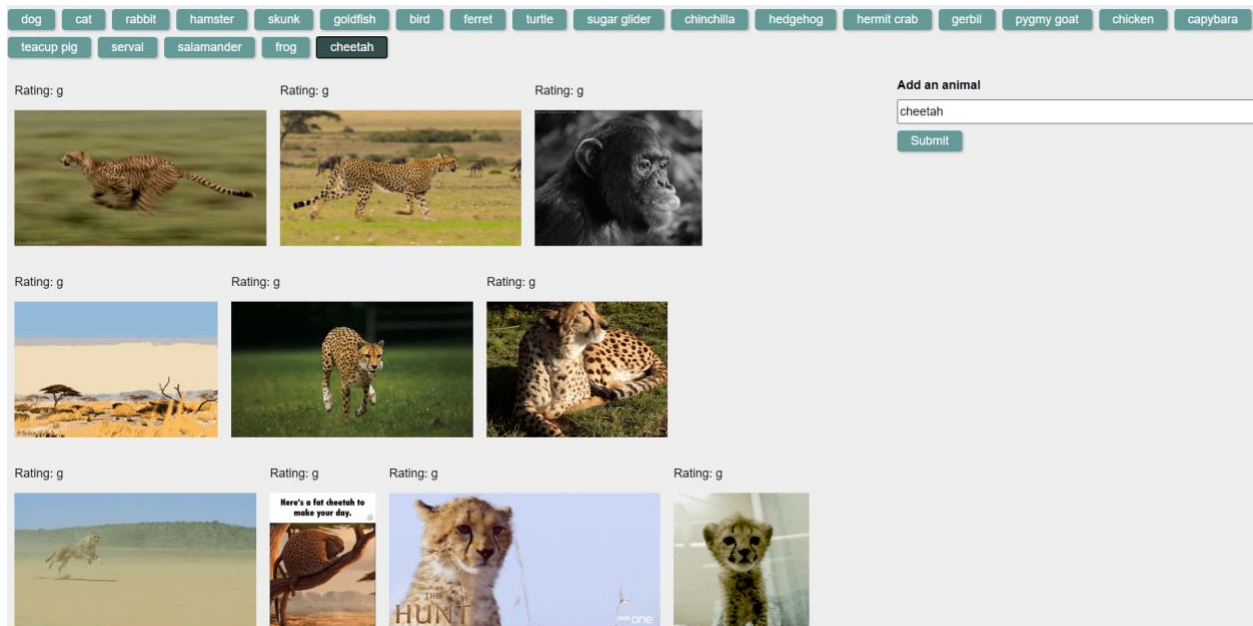 dog cat rabbit hamster skunk goldfish bird ferret turtle sugar glider chinchilla hedgehog hermit crab gerbil pygmy goat chicken capybara
teacup pig serval salamander frog cheetah
Rating: g Rating: g Rating: g
Add an animal
cheetah
Submit
Rating: g Rating: g Rating: g
Rating: g Rating: g Rating: g Rating: g
Here's a fat cheetah to
make your day.
THE
HUNT
one